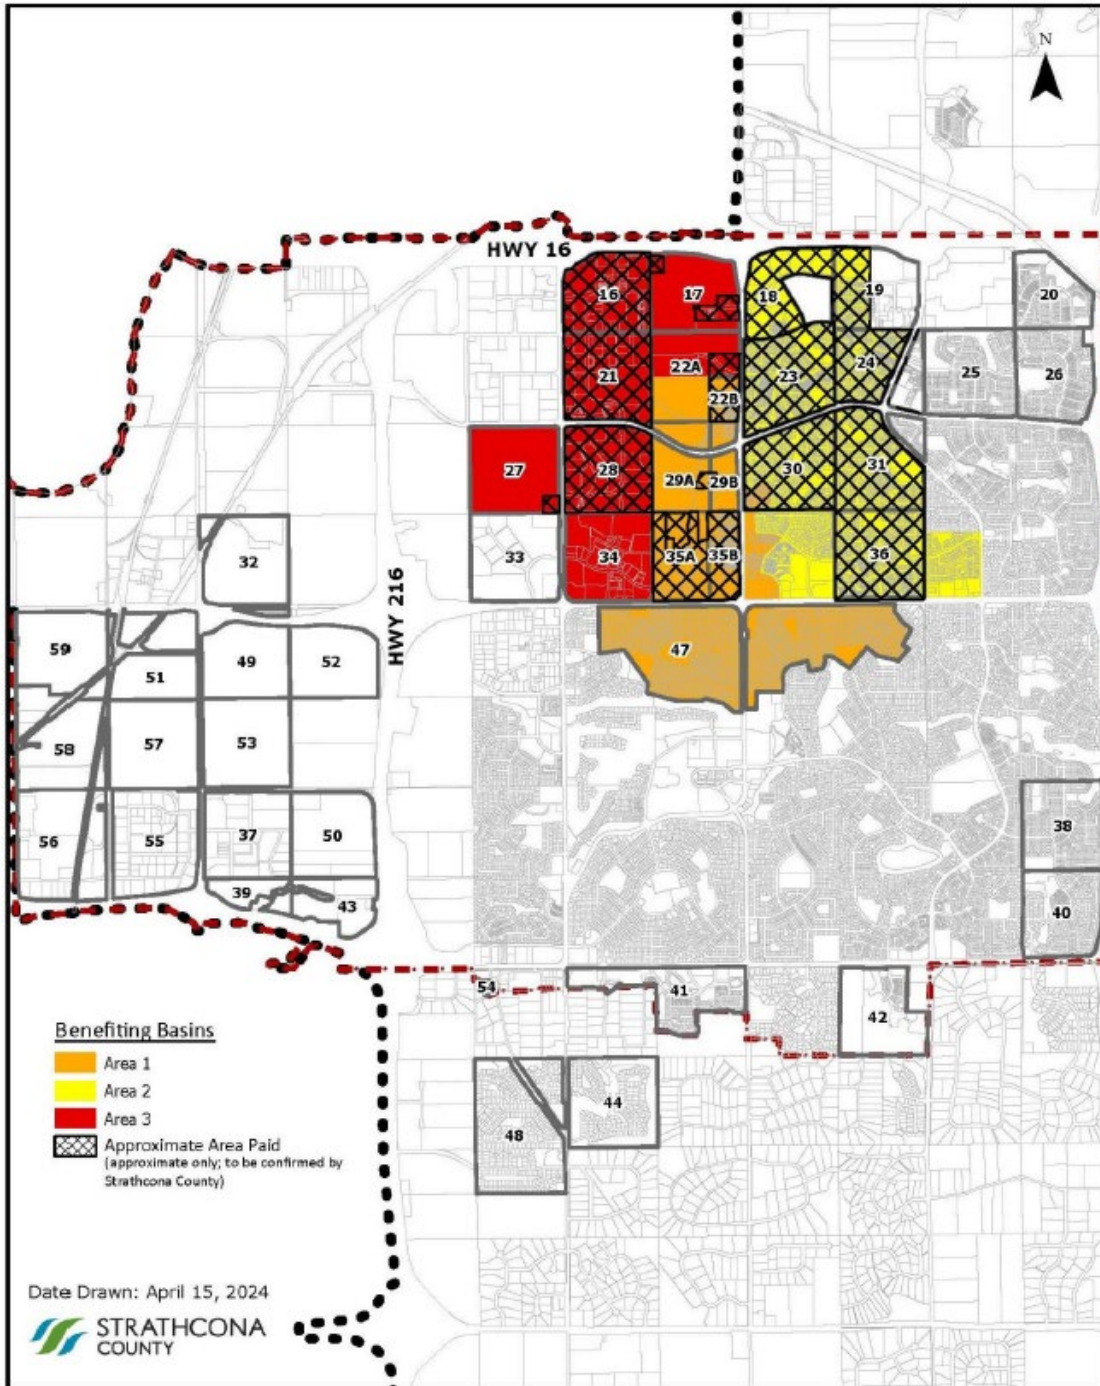 N
HWY 16
16
17
18
19
20
21
22A
22B
23
24
25
26
27
28
29A
29B
30
31
32
33
34
35A
35B
36
HWY 216
59
51
49
52
47
58
57
53
56
55
37
50
38
39
43
40
54
41
42
48
44
Benefiting Basins
Area 1
Area 2
Area 3
Approximate Area Paid
(approximate only; to be confirmed by
Strathcona County)
Date Drawn: April 15, 2024
STRATHCONA
COUNTY